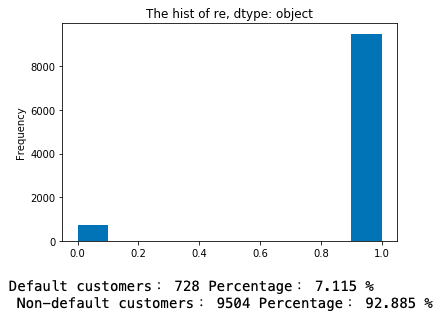 The hist of re, dtype: object
Frequency
8000
6000
4000
2000
0
0.0 0.2 0.4 0.6 0.8 1.0
Default customers： 728 Percentage： 7.115 %
Non-default customers： 9504 Percentage： 92.885 %